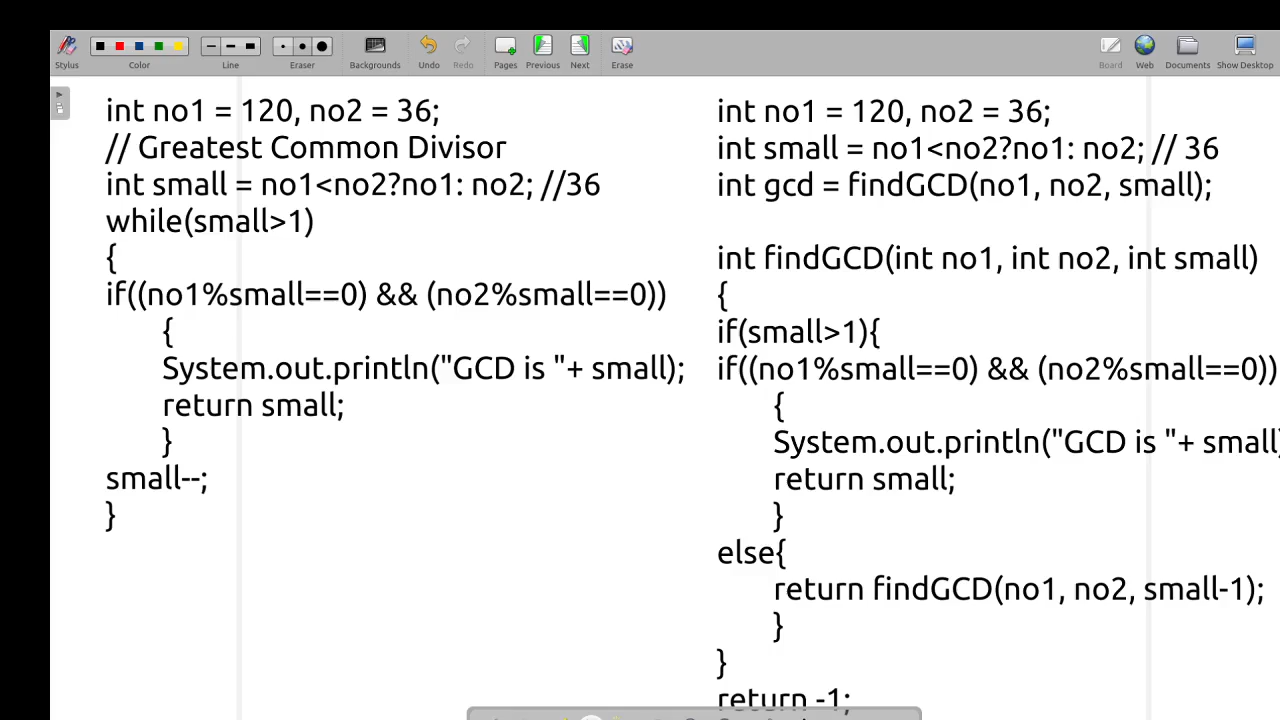 Stylus Color Line Eraser Backgrounds Undo Redo Pages Previous Next Erase Board Web Documents Show Desktop
int no1 = 120, no2 = 36;
// Greatest Common Divisor
int small = no1<no2?no1: no2; //36
while(small>1)
{
if((no1%small==0) && (no2%small==0))
{
System.out.println("GCD is "+ small);
return small;
}
small--;
}
int no1 = 120, no2 = 36;
int small = no1<no2?no1: no2; // 36
int gcd = findGCD(no1, no2, small);
int findGCD(int no1, int no2, int small)
{
if(small>1){
if((no1%small==0) && (no2%small==0))
{
System.out.println("GCD is "+ small)
return small;
}
else{
return findGCD(no1, no2, small-1);
}
}
return -1;